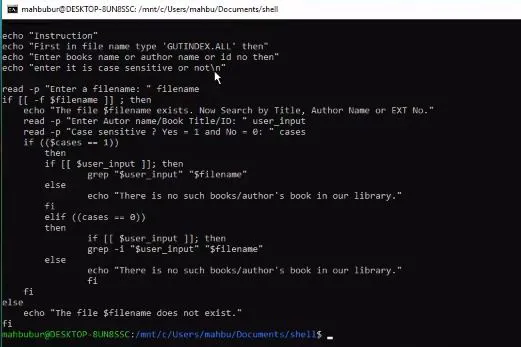 mahbubur@DESKTOP-8UN8SSC: /mnt/c/Users/mahbu/Documents/shell
echo "Instruction"
echo "First in file name type 'GUTINDEX.ALL' then"
echo "Enter books name or author name or id no then"
echo "enter it is case sensitive or not\n"
read -p "Enter a filename: " filename
if [[ -f $filename ]] ; then
echo "The file $filename exists. Now Search by Title, Author Name or EXT No."
read -p "Enter Autor name/Book Title/ID: " user_input
read -p "Case sensitive ? Yes = 1 and No = 0: " cases
if (($cases == 1))
then
if [[ $user_input ]]; then
grep "$user_input" "$filename"
else
echo "There is no such books/author's book in our library."
fi
elif ((cases == 0))
then
if [[ $user_input ]]; then
grep -i "$user_input" "$filename"
else
echo "There is no such books/author's book in our library."
fi
fi
else
echo "The file $filename does not exist."
fi
mahbubur@DESKTOP-8UN8SSC:/mnt/c/Users/mahbu/Documents/shell$